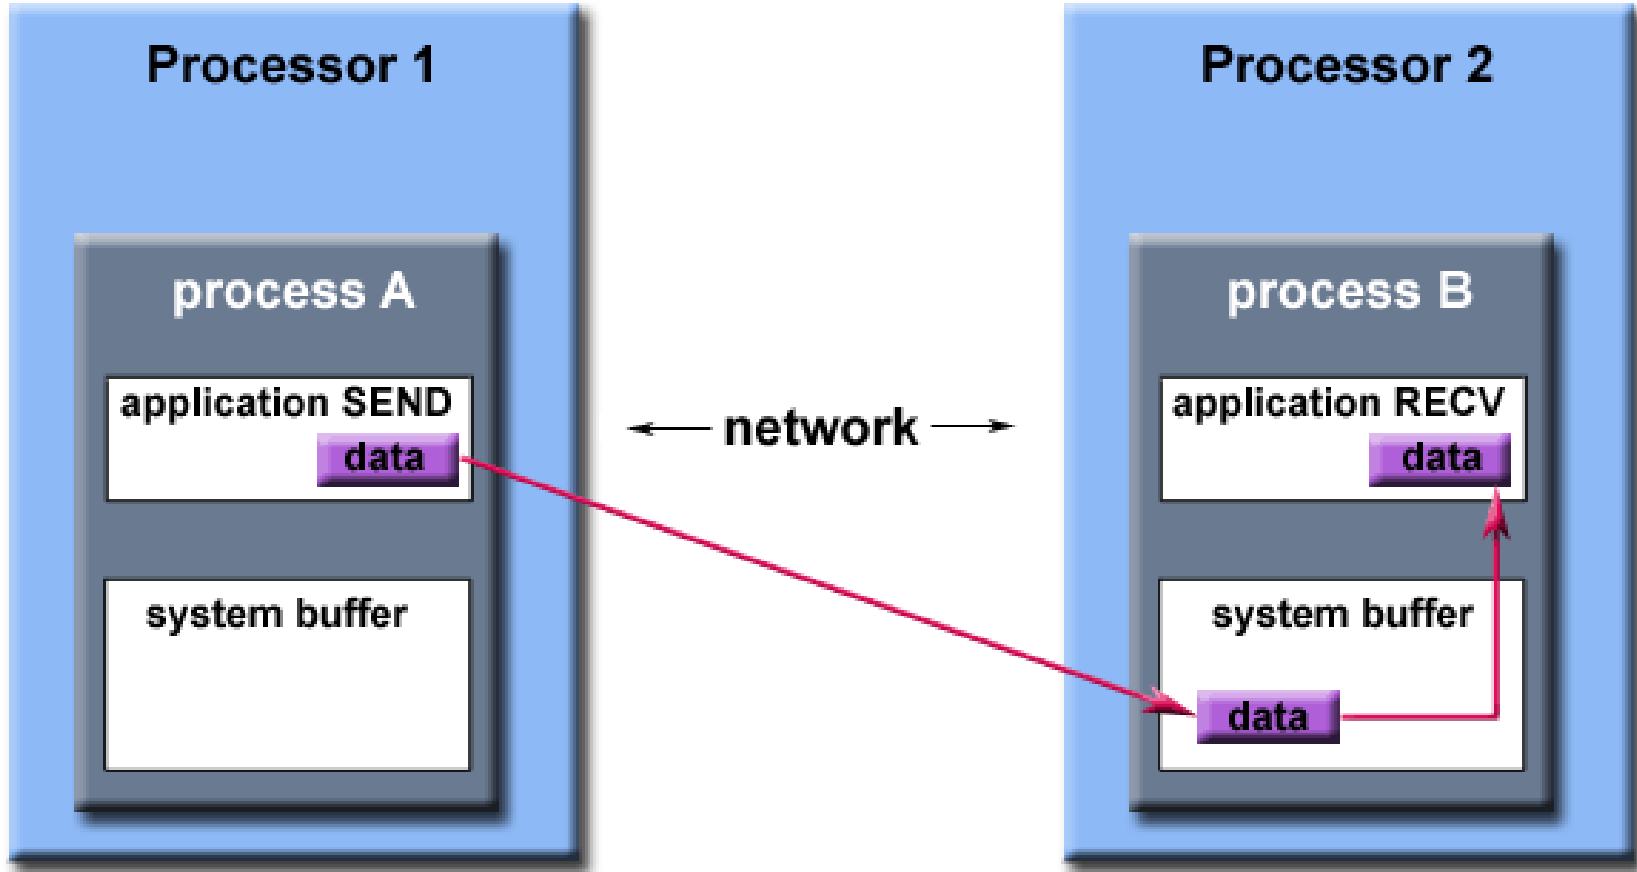 Processor 1
process A
application SEND
data
system buffer
network
Processor 2
process B
application RECV
data
system buffer
data